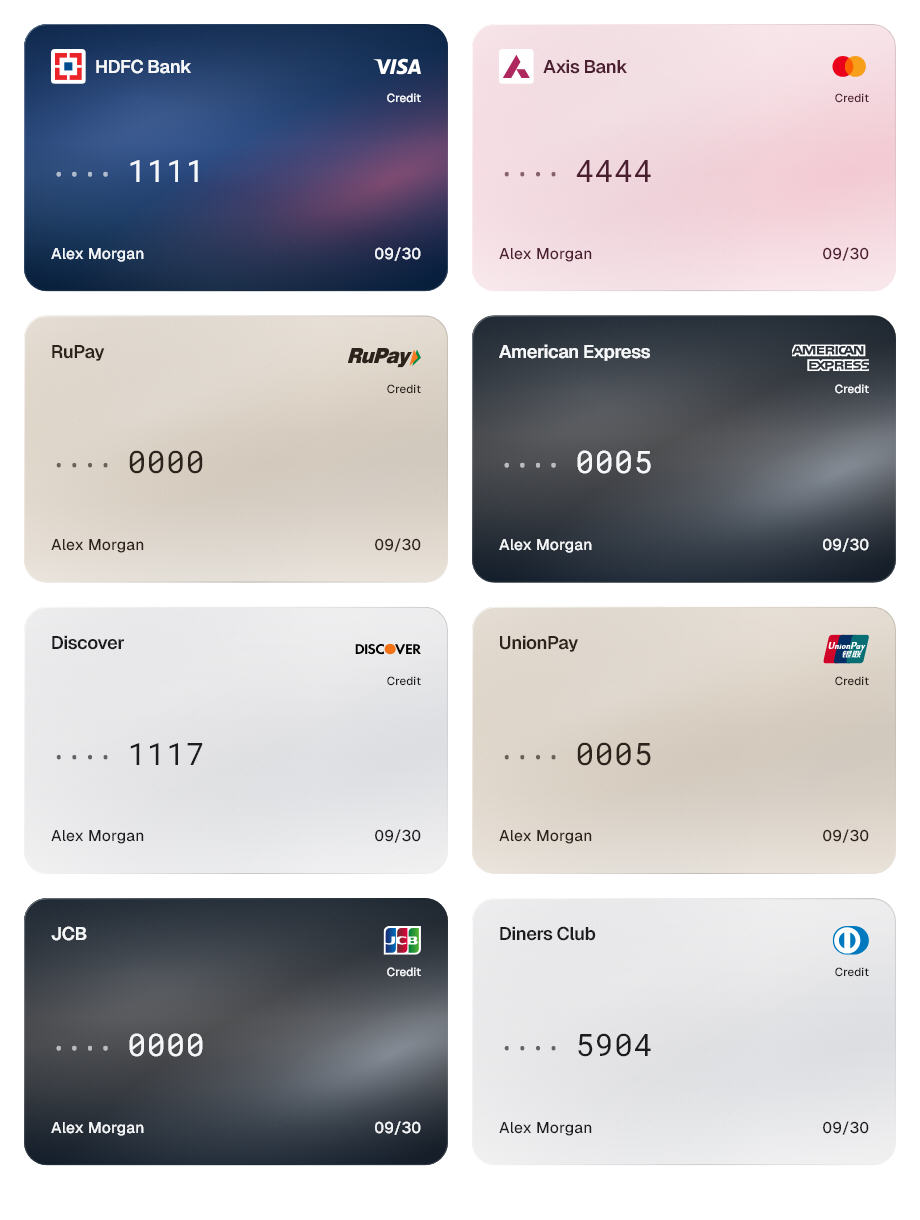 HDFC Bank
VISA
Credit
.... 1111
Alex Morgan 09/30
Axis Bank
Credit
.... 4444
Alex Morgan 09/30
RuPay
RuPay
Credit
.... 0000
Alex Morgan 09/30
American Express
AMERICAN
EXPRESS
Credit
.... 0005
Alex Morgan 09/30
Discover
DISCOVER
Credit
.... 1117
Alex Morgan 09/30
UnionPay
UnionPay
银联
Credit
.... 0005
Alex Morgan 09/30
JCB
JCB
Credit
.... 0000
Alex Morgan 09/30
Diners Club
Credit
.... 5904
Alex Morgan 09/30